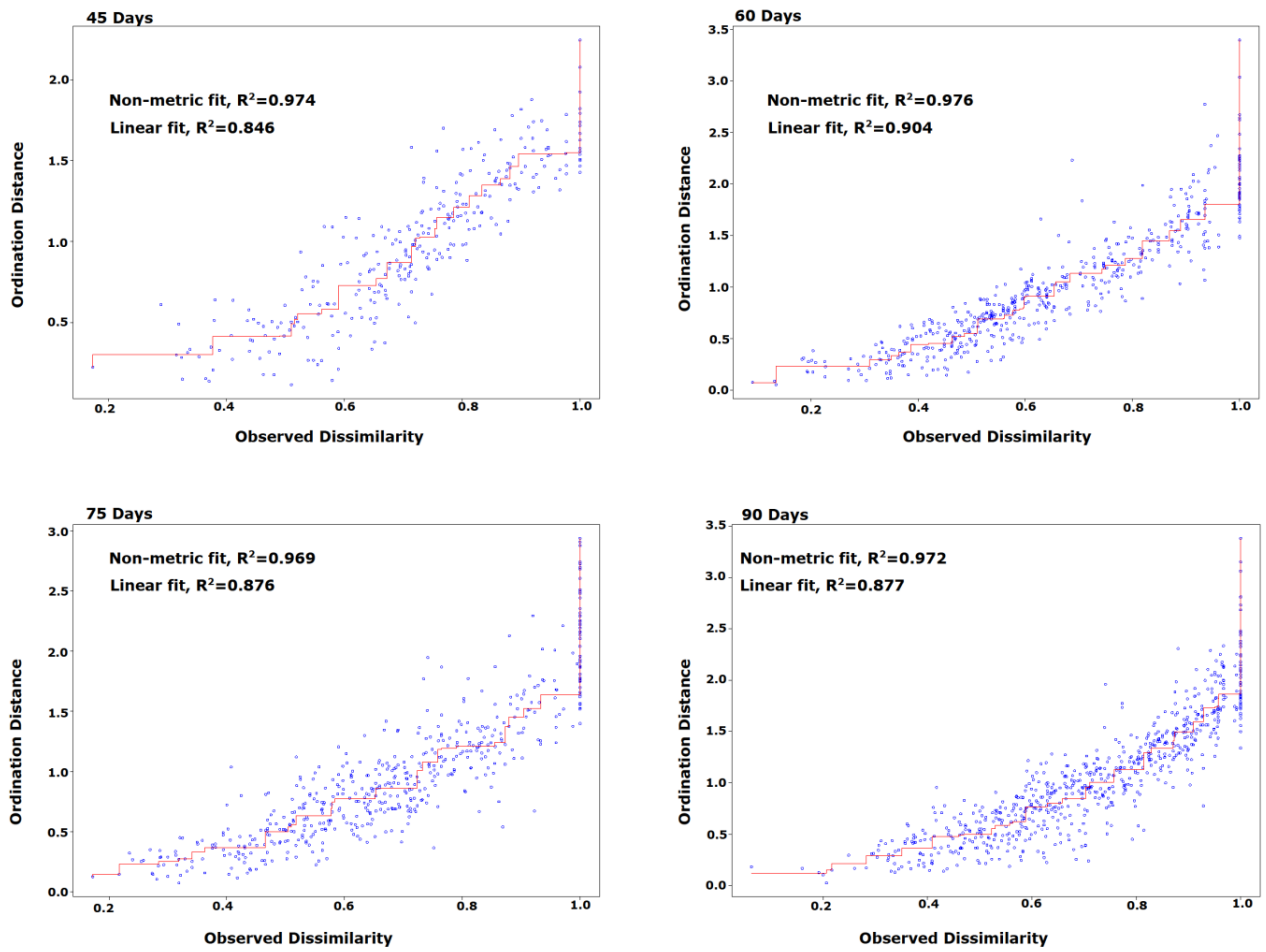 45 Days
Non-metric fit, R²=0.974
Linear fit, R²=0.846
Ordination Distance
2.0
1.5
1.0
0.5
0.2 0.4 0.6 0.8 1.0
Observed Dissimilarity
60 Days
Non-metric fit, R²=0.976
Linear fit, R²=0.904
Ordination Distance
3.5
3.0
2.5
2.0
1.5
1.0
0.5
0.0
0.2 0.4 0.6 0.8 1.0
Observed Dissimilarity
75 Days
Non-metric fit, R²=0.969
Linear fit, R²=0.876
Ordination Distance
3.0
2.5
2.0
1.5
1.0
0.5
0.0
0.2 0.4 0.6 0.8 1.0
Observed Dissimilarity
90 Days
Non-metric fit, R²=0.972
Linear fit, R²=0.877
Ordination Distance
3.5
3.0
2.5
2.0
1.5
1.0
0.5
0.0
0.2 0.4 0.6 0.8 1.0
Observed Dissimilarity